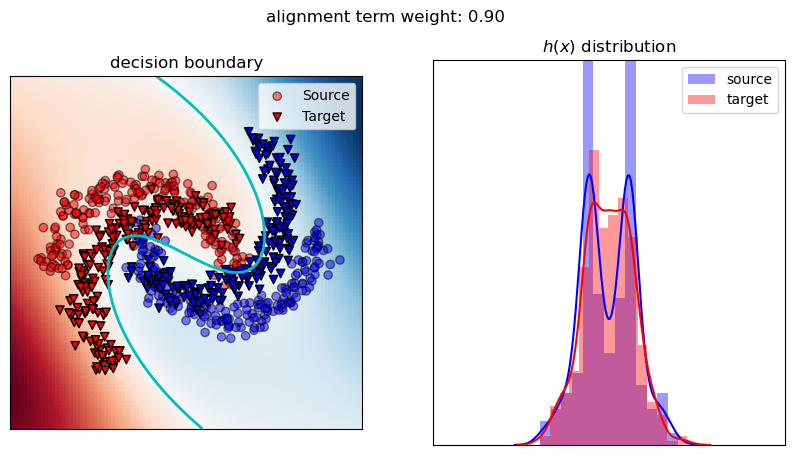 alignment term weight: 0.90
decision boundary
Source
Target
h(x) distribution
source
target